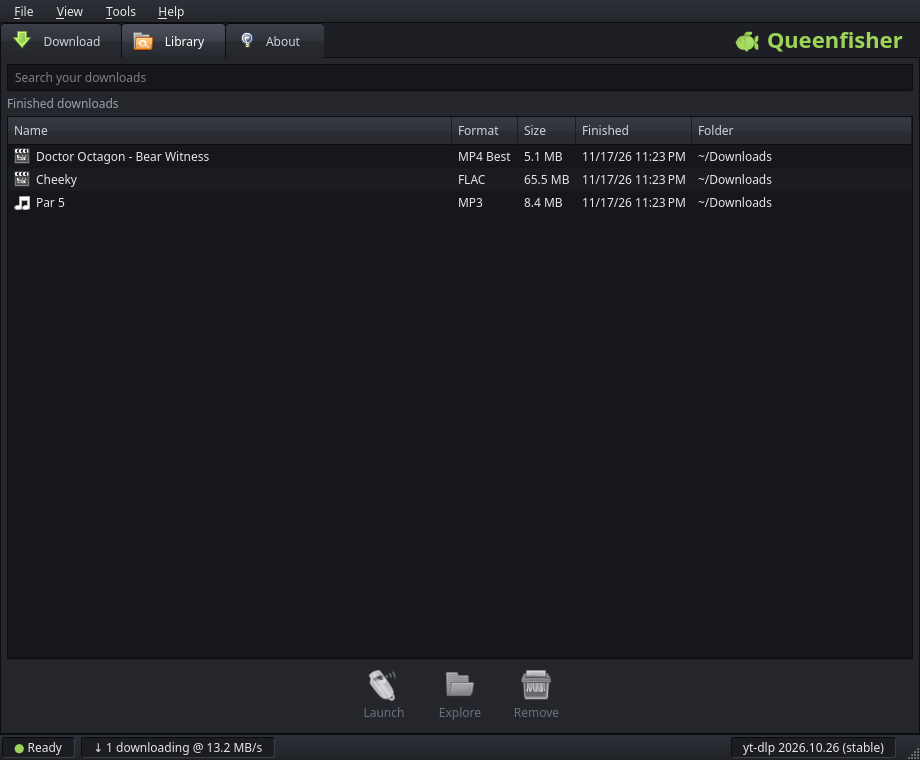 File View Tools Help
Download Library About Queenfisher
Search your downloads
Finished downloads
Name Format Size Finished Folder
Doctor Octagon - Bear Witness MP4 Best 5.1 MB 11/17/26 11:23 PM ~/Downloads
Cheeky FLAC 65.5 MB 11/17/26 11:23 PM ~/Downloads
Par 5 MP3 8.4 MB 11/17/26 11:23 PM ~/Downloads
Launch Explore Remove
Ready ↓ 1 downloading @ 13.2 MB/s yt-dlp 2026.10.26 (stable)